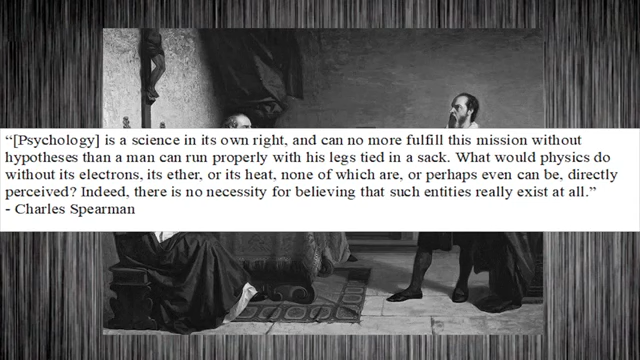 “[Psychology] is a science in its own right, and can no more fulfill this mission without
hypotheses than a man can run properly with his legs tied in a sack. What would physics do
without its electrons, its ether, or its heat, none of which are, or perhaps even can be, directly
perceived? Indeed, there is no necessity for believing that such entities really exist at all.”
- Charles Spearman